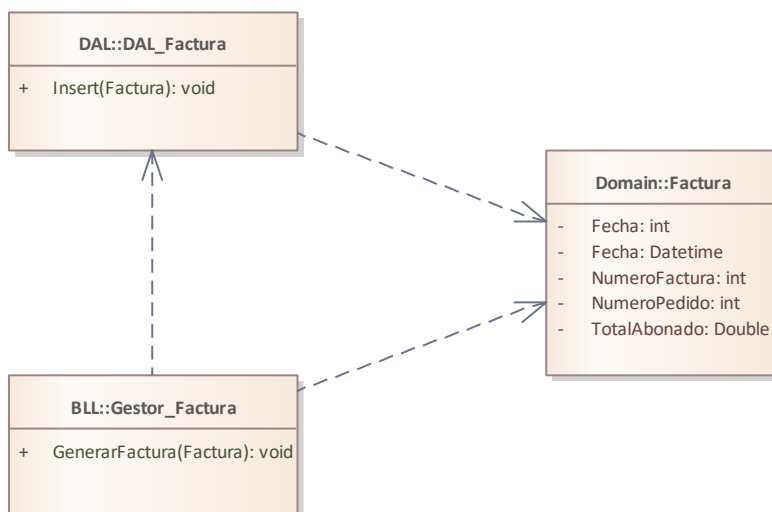 DAL::DAL_Factura
+ Insert(Factura): void
Domain::Factura
- Fecha: int
- Fecha: Datetime
- NumeroFactura: int
- NumeroPedido: int
- TotalAbonado: Double
BLL::Gestor_Factura
+ GenerarFactura(Factura): void